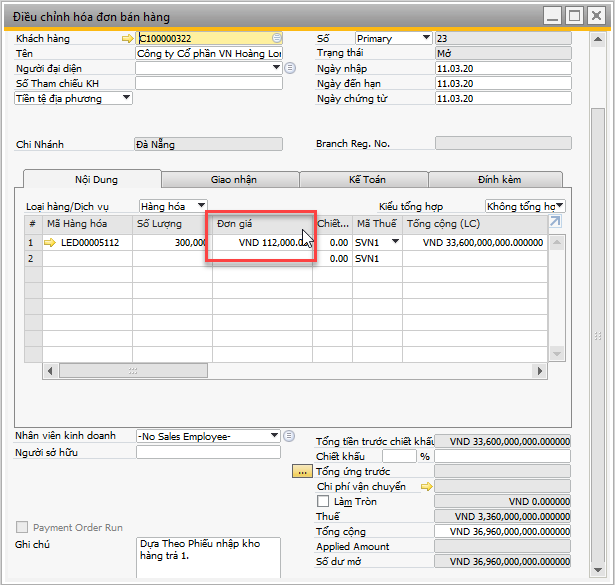 Điều chỉnh hóa đơn bán hàng
Khách hàng C100000322 Số Primary 23
Tên Công ty Cổ phần VN Hoàng Lon Trạng thái Mở
Người đại diện Ngày nhập 11.03.20
Số Tham chiếu KH Ngày đến hạn 11.03.20
Tiền tệ địa phương Ngày chứng từ 11.03.20
Chi Nhánh Đà Nẵng Branch Reg. No.
Nội Dung Giao nhận Kế Toán Đính kèm
Loại hàng/Dịch vụ Hàng hóa Kiểu tổng hợp Không tổng hợ
# Mã Hàng hóa Số Lượng Đơn giá Chiết... Mã Thuế Tổng cộng (LC)
1 LED00005112 300,000 VND 112,000.0 0.00 SVN1 VND 33,600,000,000.000000
2 0.00 SVN1
Nhân viên kinh doanh -No Sales Employee- Tổng tiền trước chiết khấu VND 33,600,000,000.000000
Người sở hữu Chiết khấu %
... Tổng ứng trước
Chi phí vận chuyển
Làm Tròn VND 0.000000
Thuế VND 3,360,000,000.000000
Payment Order Run Tổng cộng VND 36,960,000,000.000000
Ghi chú Dựa Theo Phiếu nhập kho Applied Amount
hàng trả 1. Số dư mở VND 36,960,000,000.000000